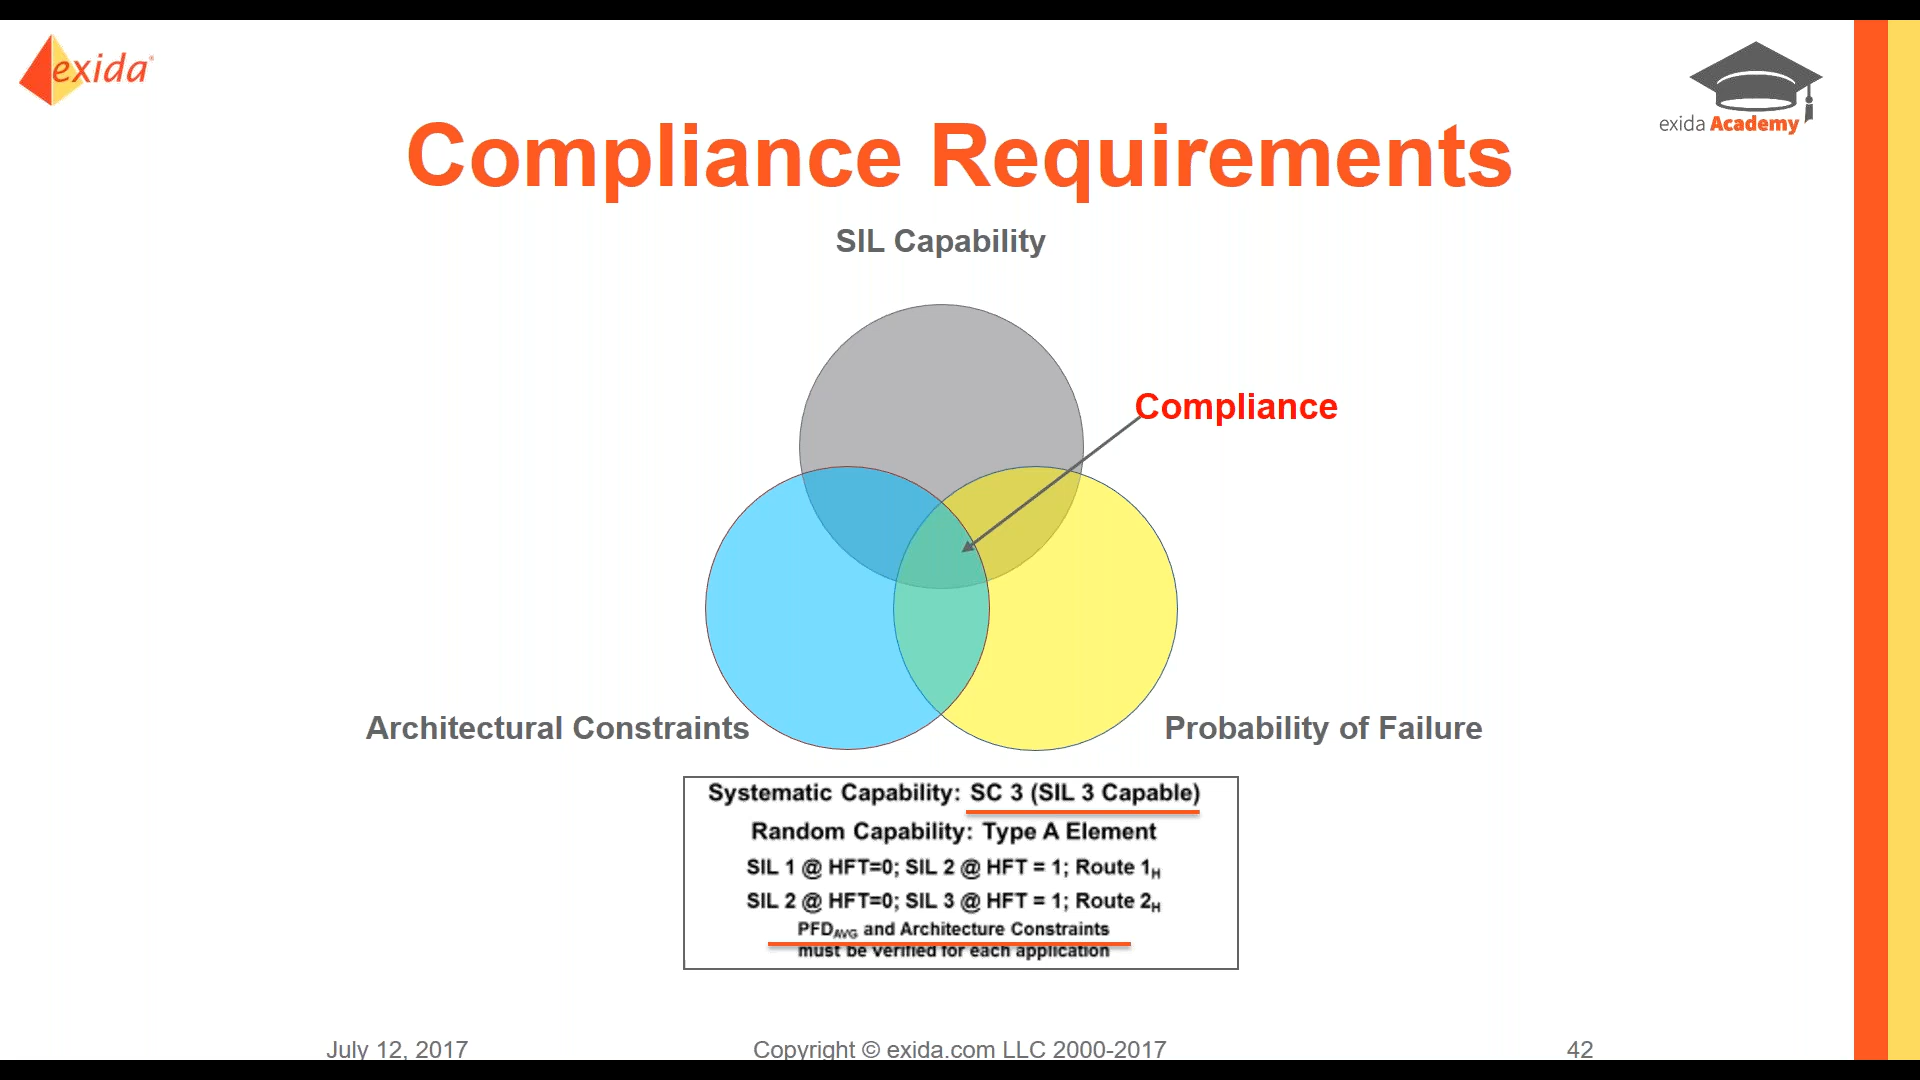 exida
exida Academy
Compliance Requirements
SIL Capability
Compliance
Architectural Constraints
Probability of Failure
Systematic Capability: SC 3 (SIL 3 Capable)
Random Capability: Type A Element
SIL 1 @ HFT=0; SIL 2 @ HFT = 1; Route 1H
SIL 2 @ HFT=0; SIL 3 @ HFT = 1; Route 2H
PFDAVG and Architecture Constraints
must be verified for each application
July 12, 2017
Copyright © exida.com LLC 2000-2017
42